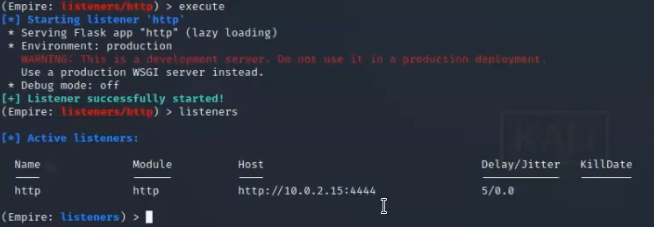 (Empire: listeners/http) > execute
[*] Starting listener 'http'
* Serving Flask app "http" (lazy loading)
* Environment: production
WARNING: This is a development server. Do not use it in a production deployment.
Use a production WSGI server instead.
* Debug mode: off
[+] Listener successfully started!
(Empire: listeners/http) > listeners
[*] Active listeners:
Name Module Host Delay/Jitter KillDate
http http http://10.0.2.15:4444 5/0.0
(Empire: listeners) >
KALI